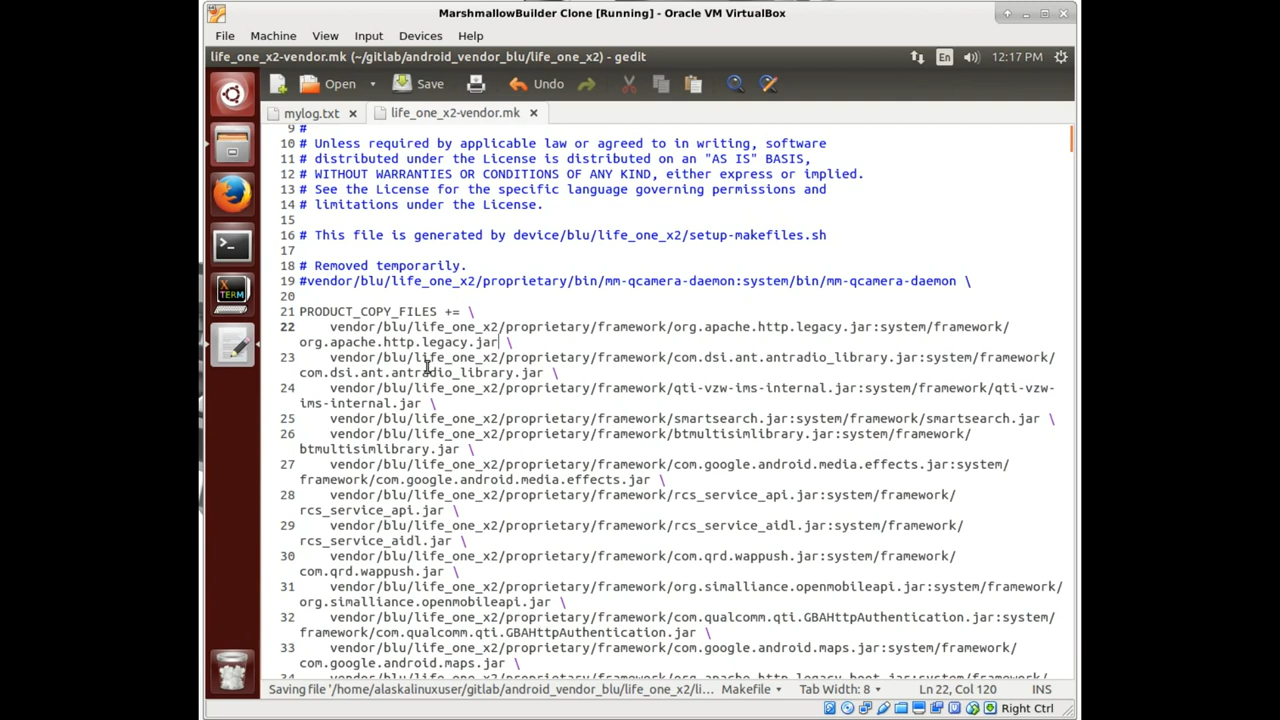 MarshmallowBuilder Clone [Running] - Oracle VM VirtualBox
File Machine View Input Devices Help
life_one_x2-vendor.mk (~/gitlab/android_vendor_blu/life_one_x2) - gedit
En 12:17 PM
Open Save Undo
mylog.txt life_one_x2-vendor.mk
9 #
10 # Unless required by applicable law or agreed to in writing, software
11 # distributed under the License is distributed on an "AS IS" BASIS,
12 # WITHOUT WARRANTIES OR CONDITIONS OF ANY KIND, either express or implied.
13 # See the License for the specific language governing permissions and
14 # limitations under the License.
15
16 # This file is generated by device/blu/life_one_x2/setup-makefiles.sh
17
18 # Removed temporarily.
19 #vendor/blu/life_one_x2/proprietary/bin/mm-qcamera-daemon:system/bin/mm-qcamera-daemon \
20
21 PRODUCT_COPY_FILES += \
22 vendor/blu/life_one_x2/proprietary/framework/org.apache.http.legacy.jar:system/framework/
org.apache.http.legacy.jar \
23 vendor/blu/life_one_x2/proprietary/framework/com.dsi.ant.antradio_library.jar:system/framework/
com.dsi.ant.antradio_library.jar \
24 vendor/blu/life_one_x2/proprietary/framework/qti-vzw-ims-internal.jar:system/framework/qti-vzw-
ims-internal.jar \
25 vendor/blu/life_one_x2/proprietary/framework/smartsearch.jar:system/framework/smartsearch.jar \
26 vendor/blu/life_one_x2/proprietary/framework/btmultisimlibrary.jar:system/framework/
btmultisimlibrary.jar \
27 vendor/blu/life_one_x2/proprietary/framework/com.google.android.media.effects.jar:system/
framework/com.google.android.media.effects.jar \
28 vendor/blu/life_one_x2/proprietary/framework/rcs_service_api.jar:system/framework/
rcs_service_api.jar \
29 vendor/blu/life_one_x2/proprietary/framework/rcs_service_aidl.jar:system/framework/
rcs_service_aidl.jar \
30 vendor/blu/life_one_x2/proprietary/framework/com.qrd.wappush.jar:system/framework/
com.qrd.wappush.jar \
31 vendor/blu/life_one_x2/proprietary/framework/org.simalliance.openmobileapi.jar:system/framework/
org.simalliance.openmobileapi.jar \
32 vendor/blu/life_one_x2/proprietary/framework/com.qualcomm.qti.GBAHttpAuthentication.jar:system/
framework/com.qualcomm.qti.GBAHttpAuthentication.jar \
33 vendor/blu/life_one_x2/proprietary/framework/com.google.android.maps.jar:system/framework/
com.google.android.maps.jar \
Saving file '/home/alaskalinuxuser/gitlab/android_vendor_blu/life_one_x2/li... Makefile Tab Width: 8 Ln 22, Col 120 INS
Right Ctrl